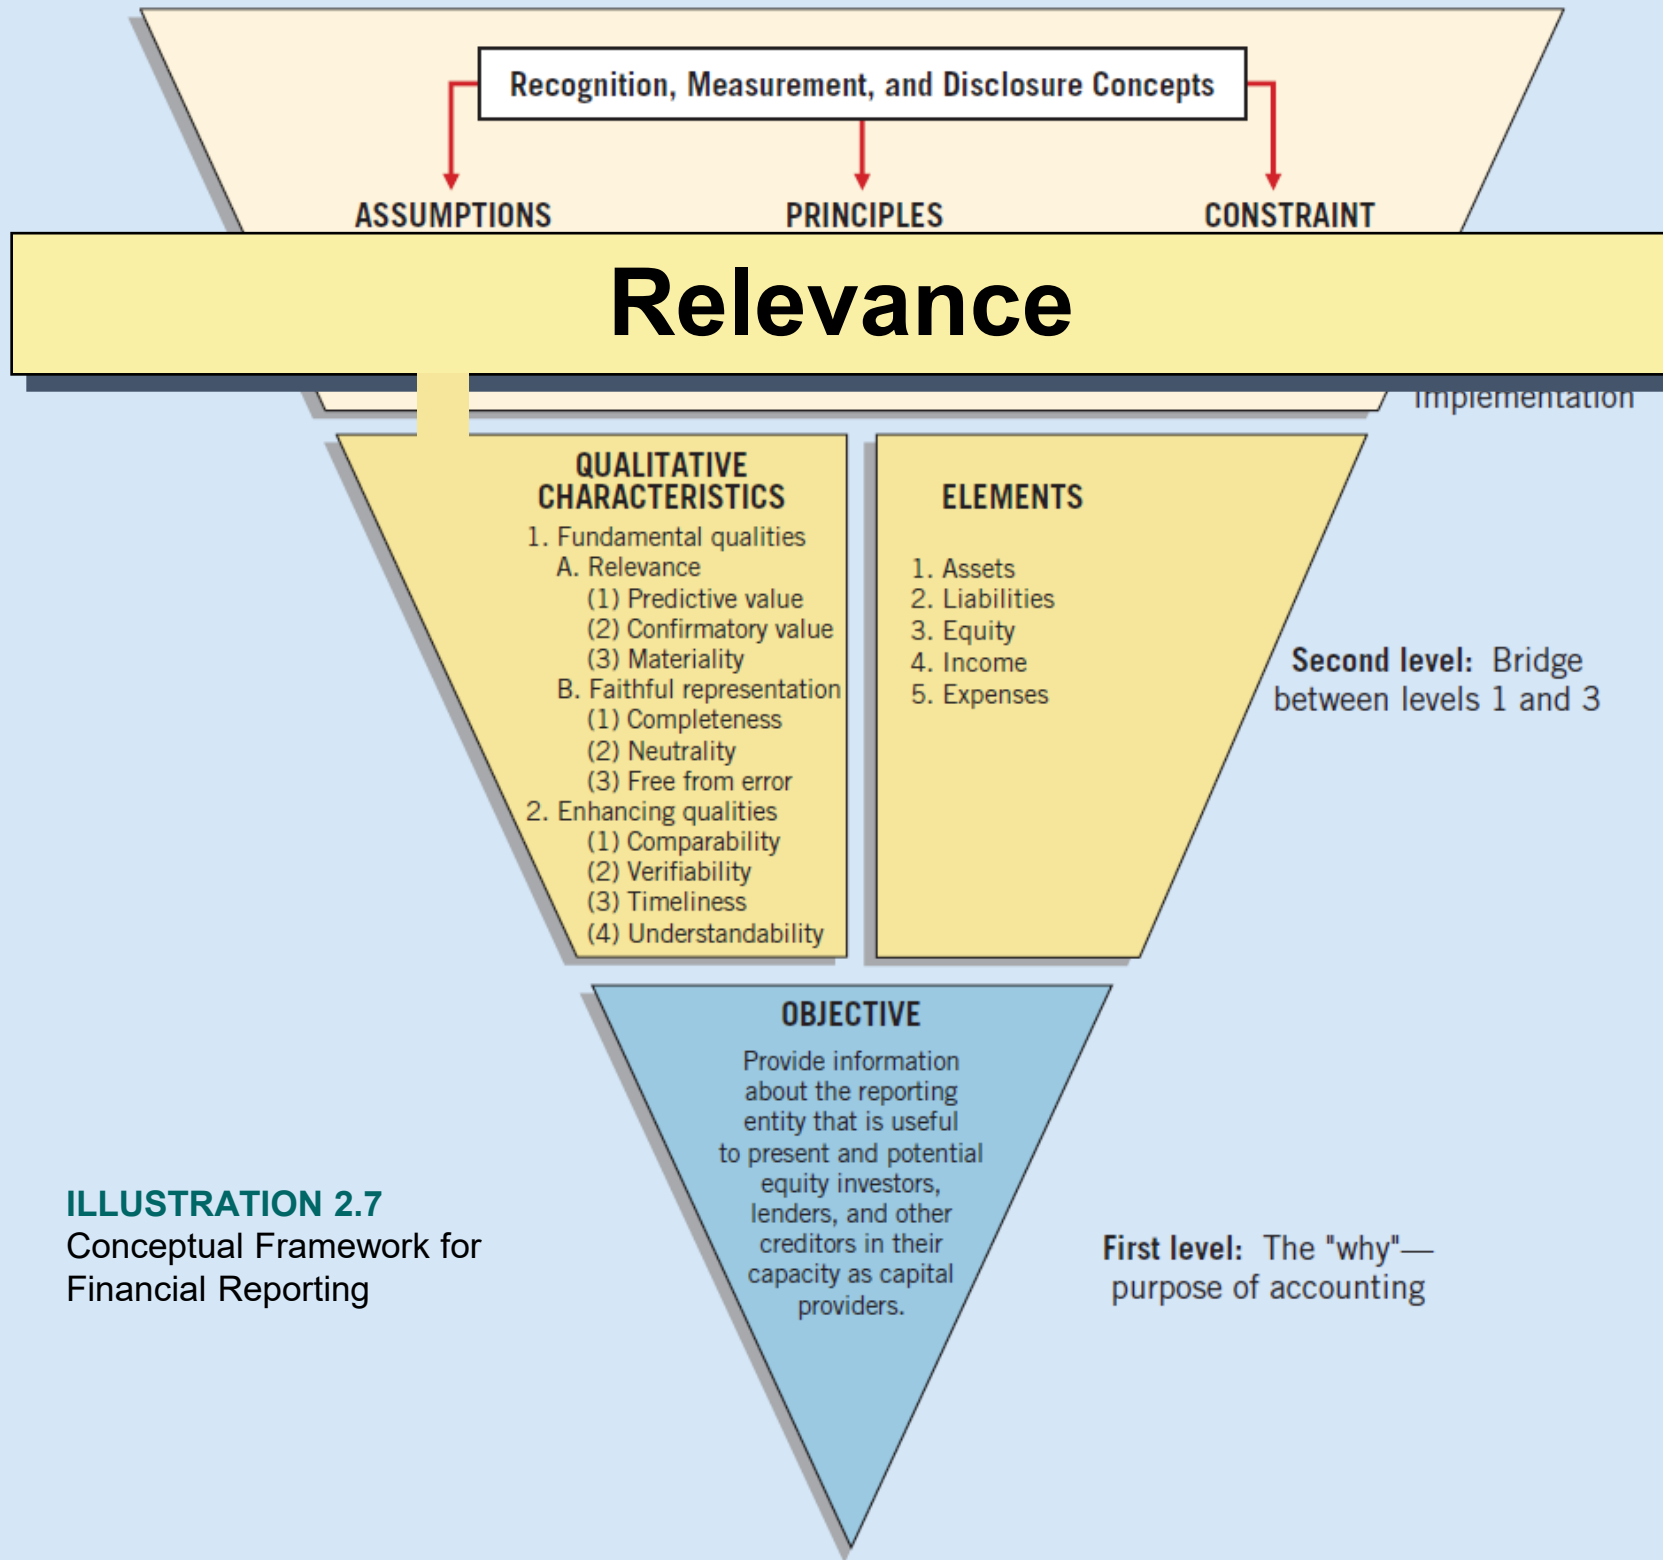 Recognition, Measurement, and Disclosure Concepts
ASSUMPTIONS
PRINCIPLES
CONSTRAINT
Relevance
implementation
QUALITATIVE
CHARACTERISTICS
1. Fundamental qualities
A. Relevance
(1) Predictive value
(2) Confirmatory value
(3) Materiality
B. Faithful representation
(1) Completeness
(2) Neutrality
(3) Free from error
2. Enhancing qualities
(1) Comparability
(2) Verifiability
(3) Timeliness
(4) Understandability
ELEMENTS
1. Assets
2. Liabilities
3. Equity
4. Income
5. Expenses
Second level: Bridge
between levels 1 and 3
OBJECTIVE
Provide information
about the reporting
entity that is useful
to present and potential
equity investors,
lenders, and other
creditors in their
capacity as capital
providers.
First level: The "why"—
purpose of accounting
ILLUSTRATION 2.7
Conceptual Framework for
Financial Reporting